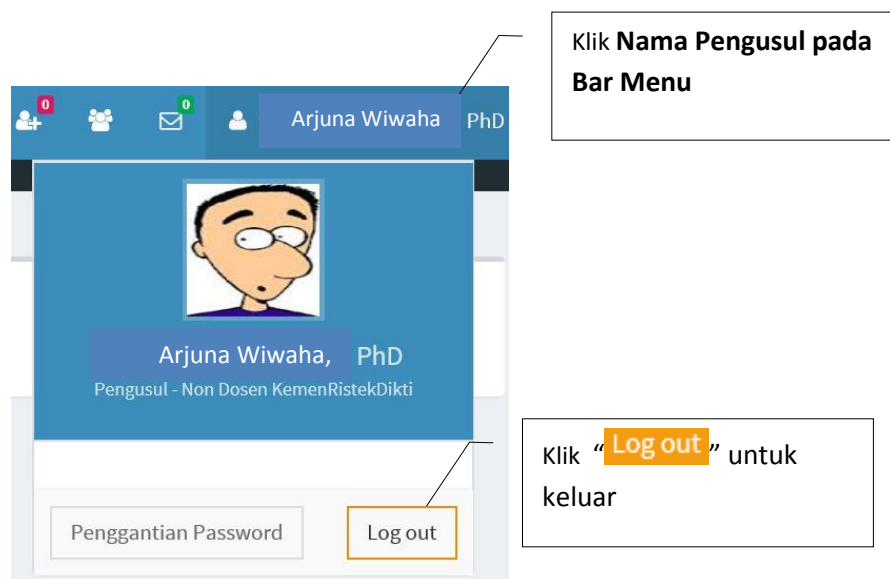 Klik Nama Pengusul pada
Bar Menu
0
0
Arjuna Wiwaha PhD
Arjuna Wiwaha, PhD
Pengusul - Non Dosen KemenRistekDikti
Klik “Log out” untuk
keluar
Penggantian Password
Log out